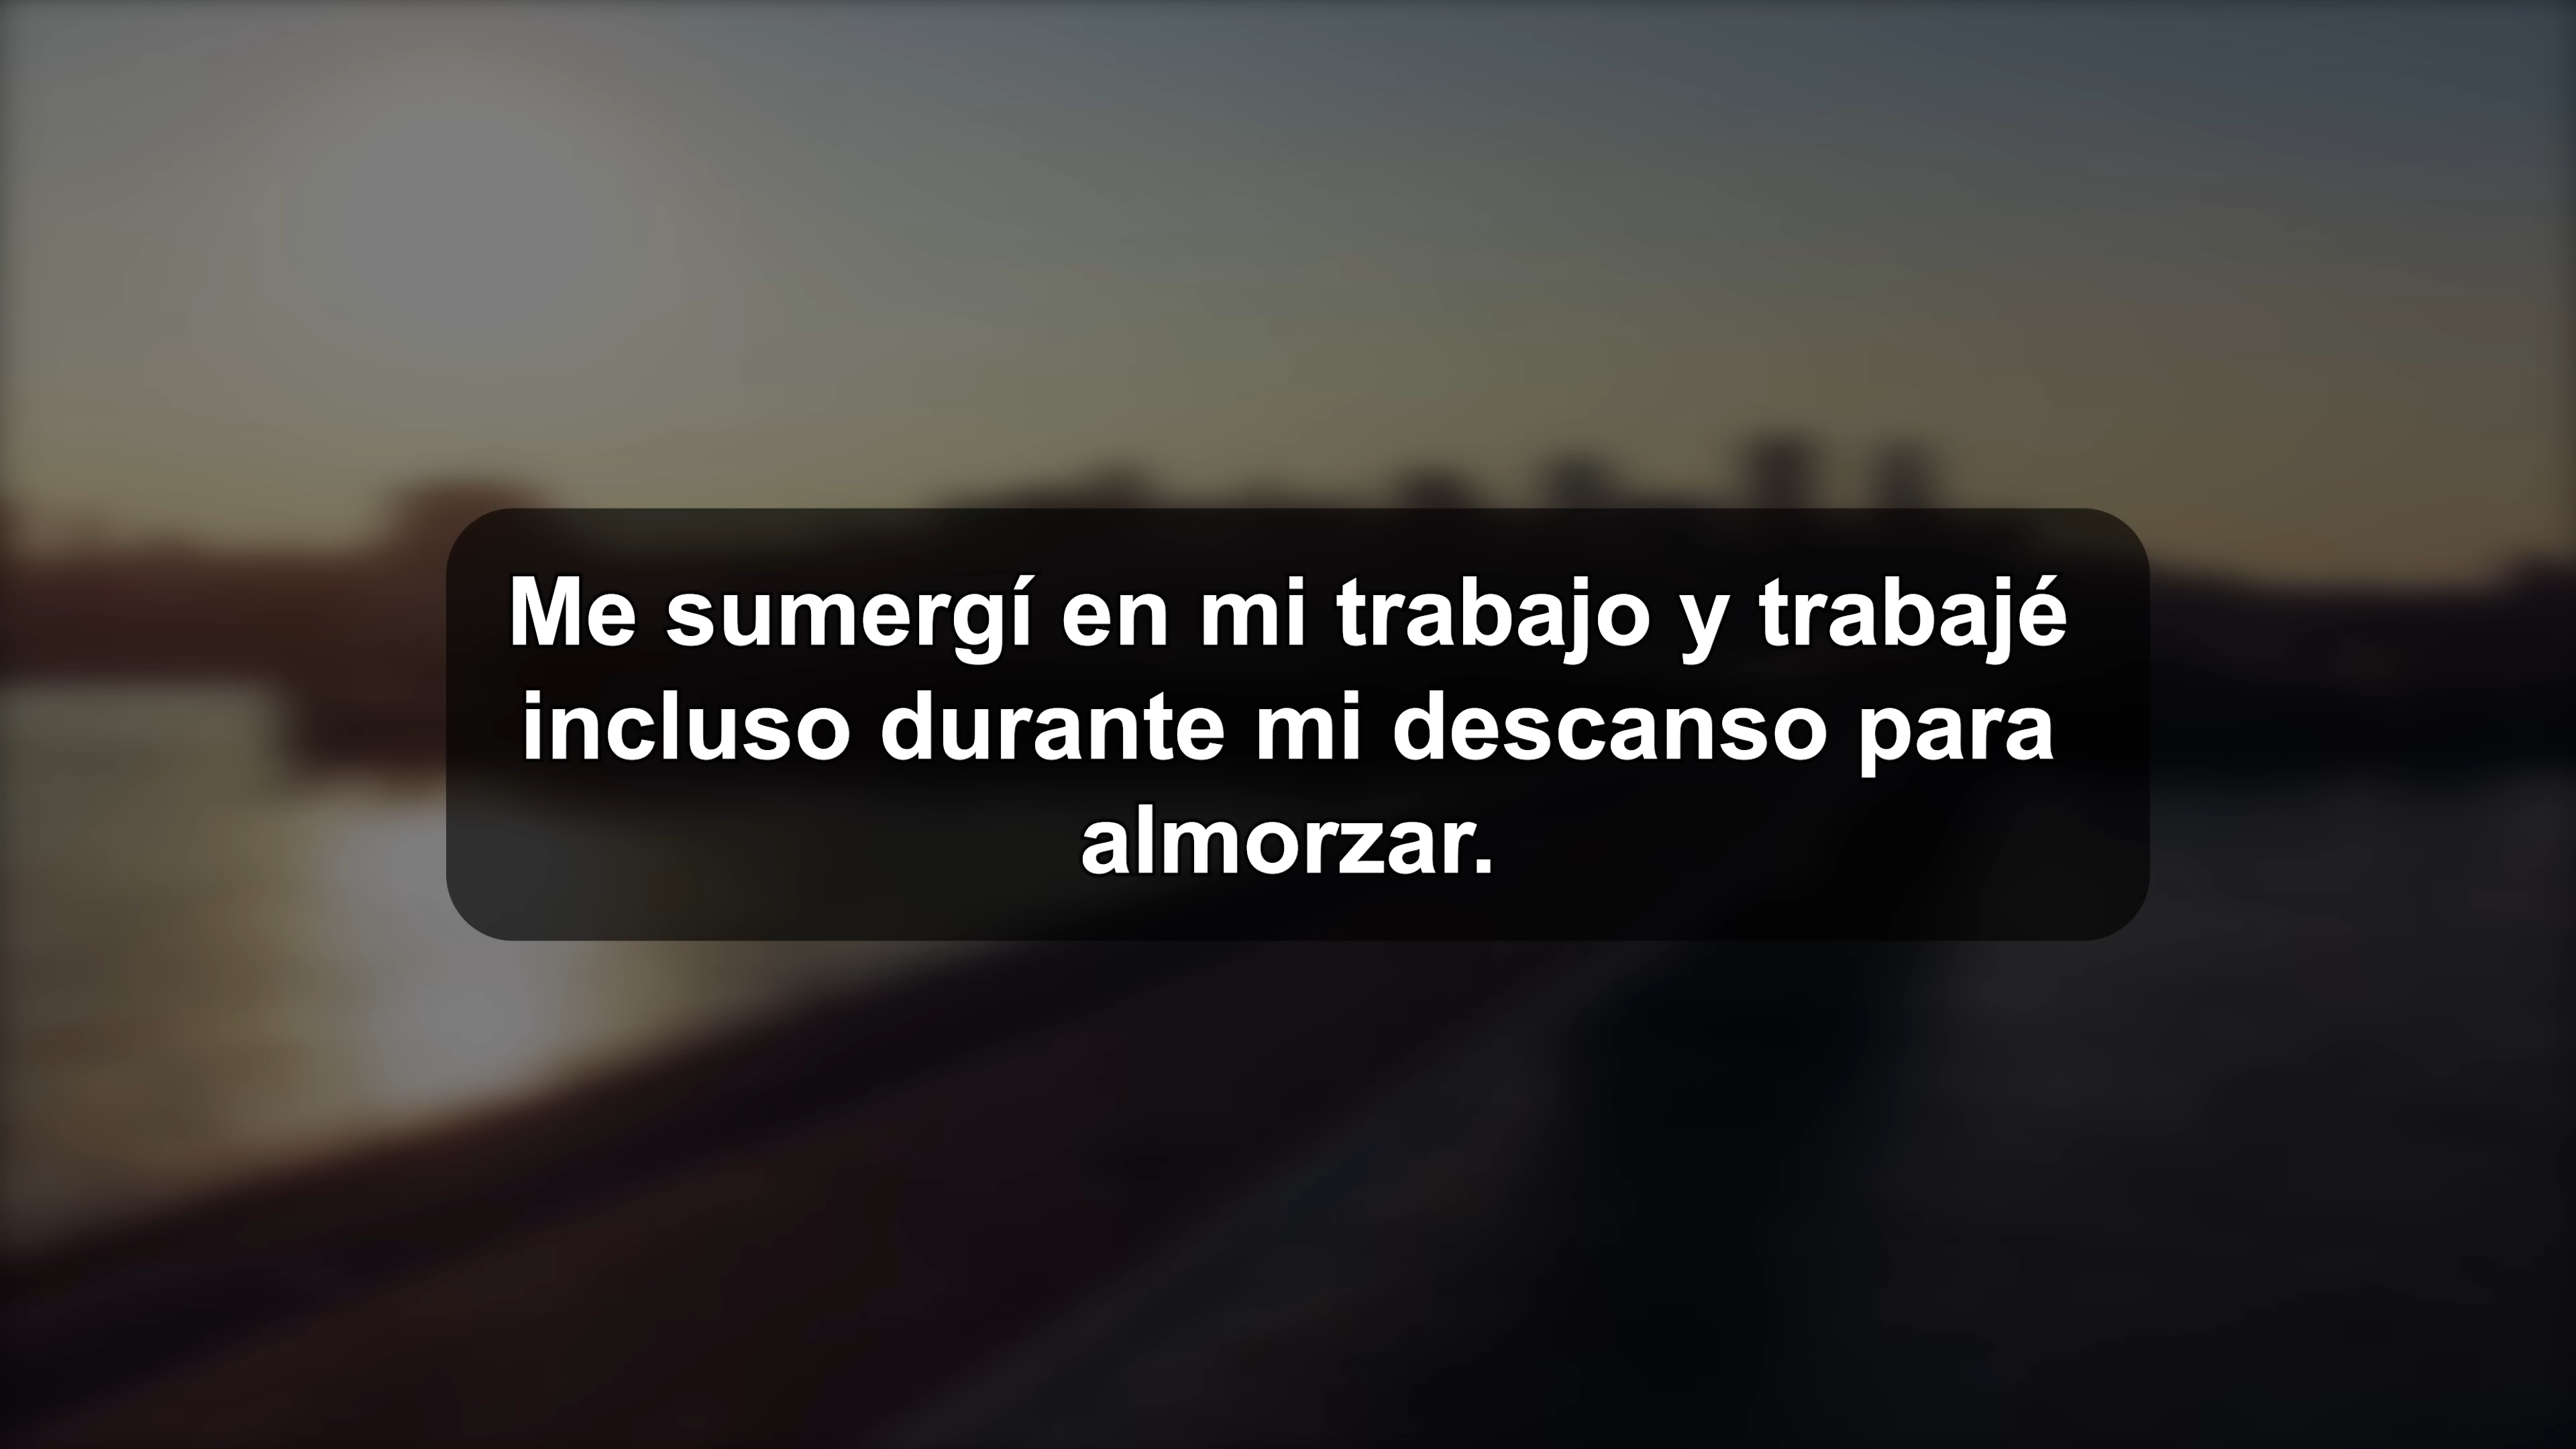 Me sumergí en mi trabajo y trabajé
incluso durante mi descanso para
almorzar.